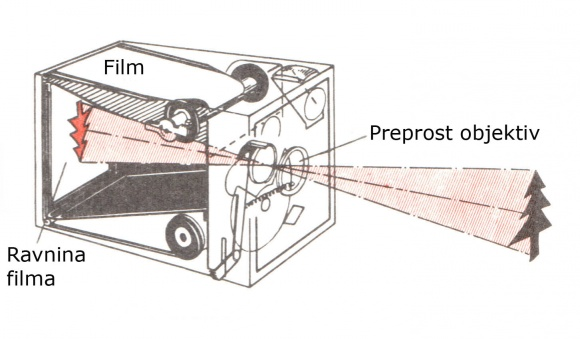 Film
Preprost objektiv
Ravnina
filma